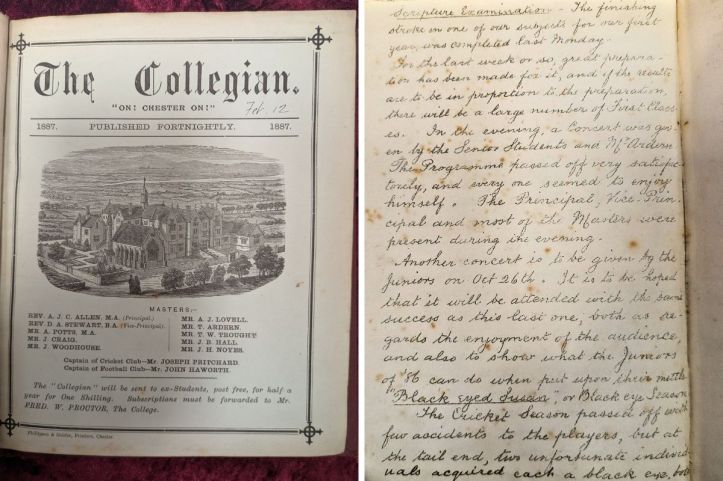 The Collegian.
"ON! CHESTER ON!"
Feb. 12
1887. PUBLISHED FORTNIGHTLY. 1887.
MASTERS:—
REV. A. J. C. ALLEN, M.A. (Principal.)
REV. D. A. STEWART, B.A. (Vice-Principal.)
MR. A. POTTS, M.A.
MR. J. CRAIG.
MR. J. WOODHOUSE.
MR. A. J. LOVELL.
MR. T. ARDERN.
MR. T. W. TROUGHT.
MR. J. B. HALL.
MR. J. H. NOYES.
Captain of Cricket Club—Mr. JOSEPH PRITCHARD.
Captain of Football Club—Mr. JOHN HAWORTH.
The "Collegian" will be sent to ex-Students, post free, for half a
year for One Shilling. Subscriptions must be forwarded to Mr.
FRED. W. PROCTOR, The College.
Phillipson & Golder, Printers, Chester.
Scripture Examination - The finishing
stroke in one of our subjects for our first
year, was completed last Monday.
For the last week or so, great prepara-
tion has been made for it, and if the results
are to be in proportion to the preparation,
there will be a large number of First Class-
es. In the evening, a Concert was giv-
en by the Senior Students and Mr Ardern.
The Programme passed off very satisfac-
torily, and every one seemed to enjoy
himself. The Principal, Vice-Prin-
cipal and most of the Masters were
present during the evening.
Another concert is to be given by the
Juniors on Oct 26th. It is to be hoped
that it will be attended with the same
success as this last one, both as re-
gards the enjoyment of the audience,
and also to show what the Juniors
of '86 can do when put upon their mettle
"Black eyed Susan", or Black eye Season
The Cricket Season passed off with
few accidents to the players, but at
the tail end, two unfortunate individ-
uals acquired each a black eye, both